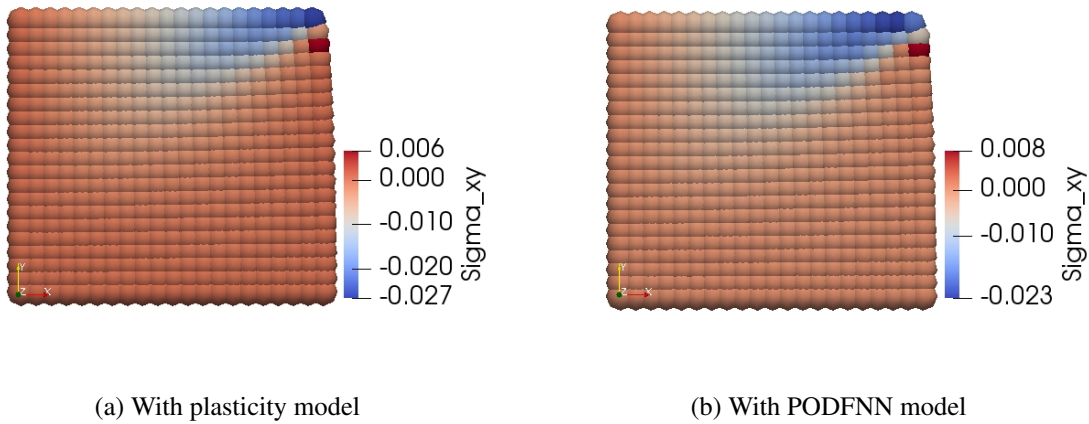 0.006
0.000
-0.010
-0.020
-0.027
Sigma_xy
Y
Z
X
0.008
0.000
-0.010
-0.023
Sigma_xy
Y
Z
X
(a) With plasticity model
(b) With PODFNN model